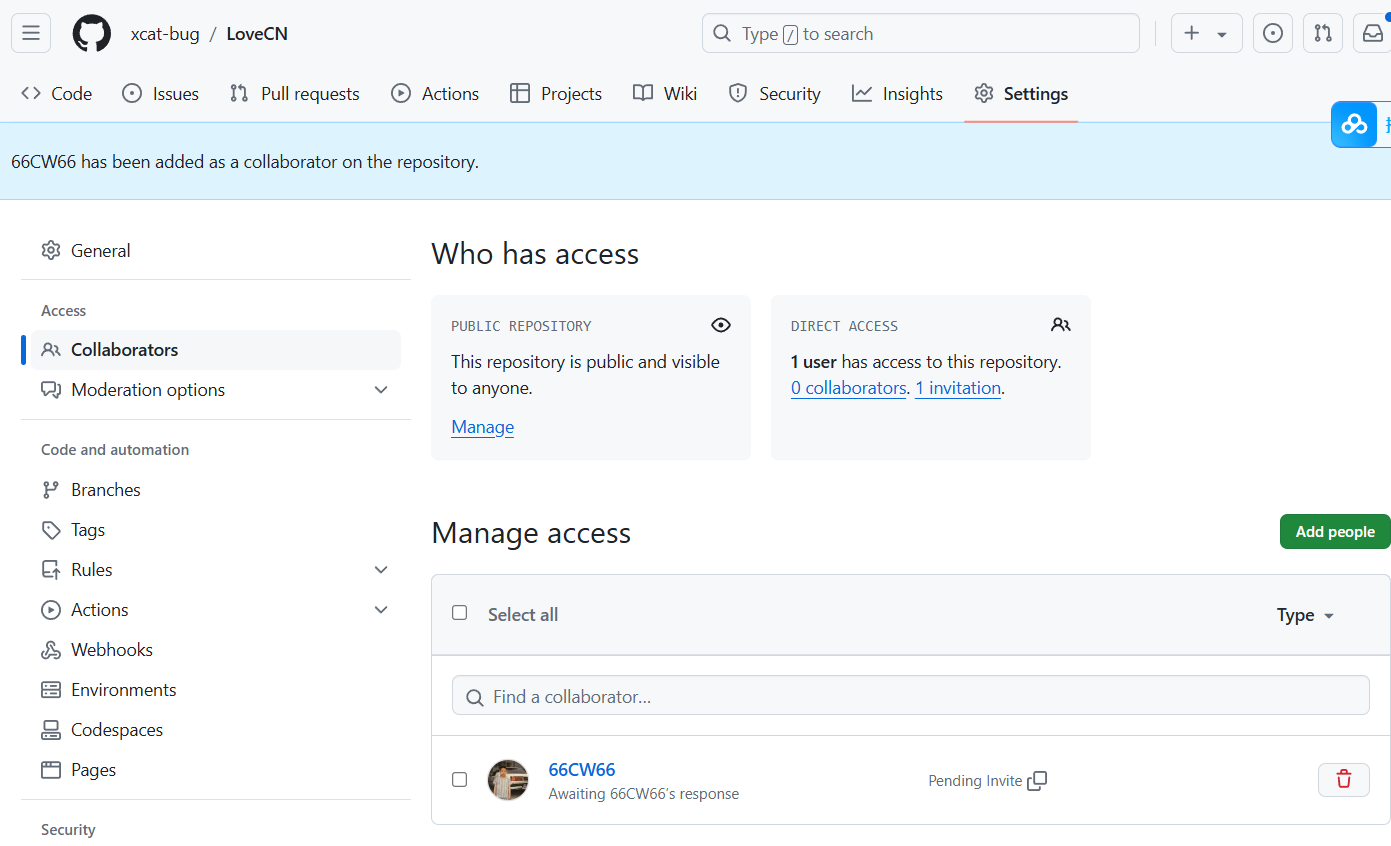 xcat-bug / LoveCN
Type / to search
Code Issues Pull requests Actions Projects Wiki Security Insights Settings
66CW66 has been added as a collaborator on the repository.
General
Access
Collaborators
Moderation options
Code and automation
Branches
Tags
Rules
Actions
Webhooks
Environments
Codespaces
Pages
Security
Who has access
PUBLIC REPOSITORY
This repository is public and visible
to anyone.
Manage
DIRECT ACCESS
1 user has access to this repository.
0 collaborators. 1 invitation.
Manage access
Add people
Select all
Type
Find a collaborator...
66CW66
Awaiting 66CW66's response
Pending Invite